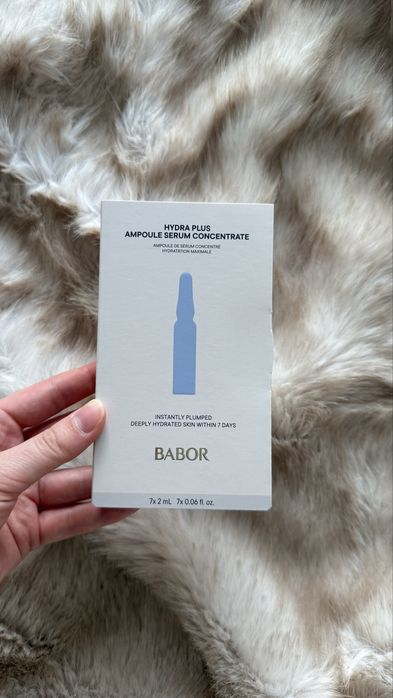 HYDRA PLUS
AMPOULE SERUM CONCENTRATE
AMPOULE DE SÉRUM CONCENTRÉ
HYDRATATION MAXIMALE
INSTANTLY PLUMPED
DEEPLY HYDRATED SKIN WITHIN 7 DAYS
BABOR
7x 2 mL 7x 0.06 fl. oz.